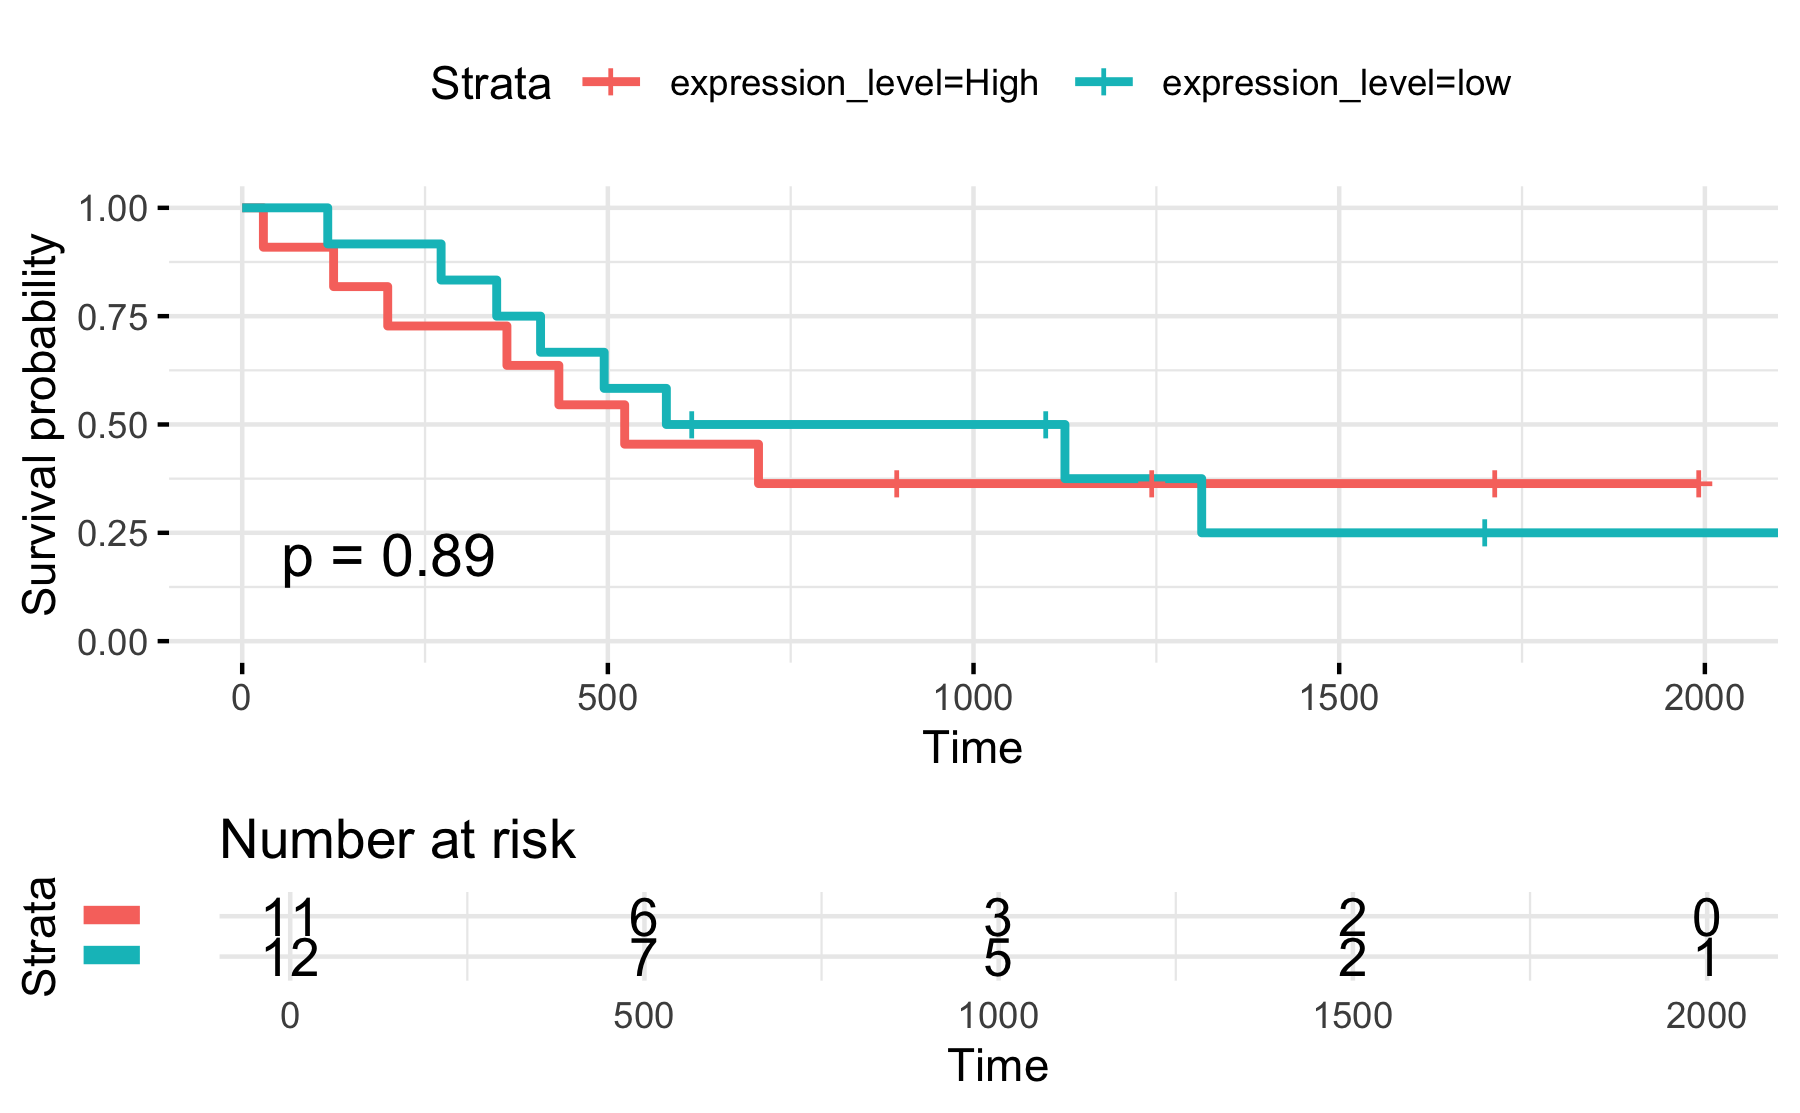 Strata expression_level=High expression_level=low
Survival probability
1.00
0.75
0.50
0.25
0.00
p = 0.89
0 500 1000 1500 2000
Time
Number at risk
Strata
11 6 3 2 0
12 7 5 2 1
0 500 1000 1500 2000
Time